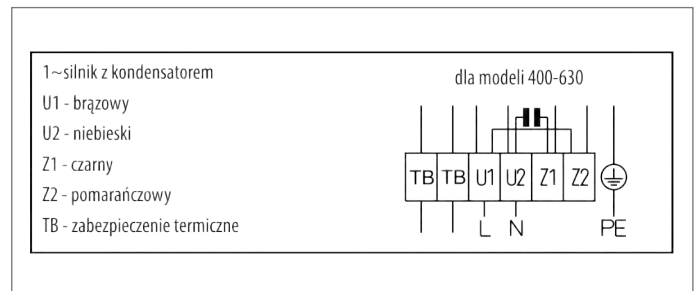 1~silnik z kondensatorem
U1 - brązowy
U2 - niebieski
Z1 - czarny
Z2 - pomarańczowy
TB - zabezpieczenie termiczne
dla modeli 400-630
TB TB U1 U2 Z1 Z2
L N PE